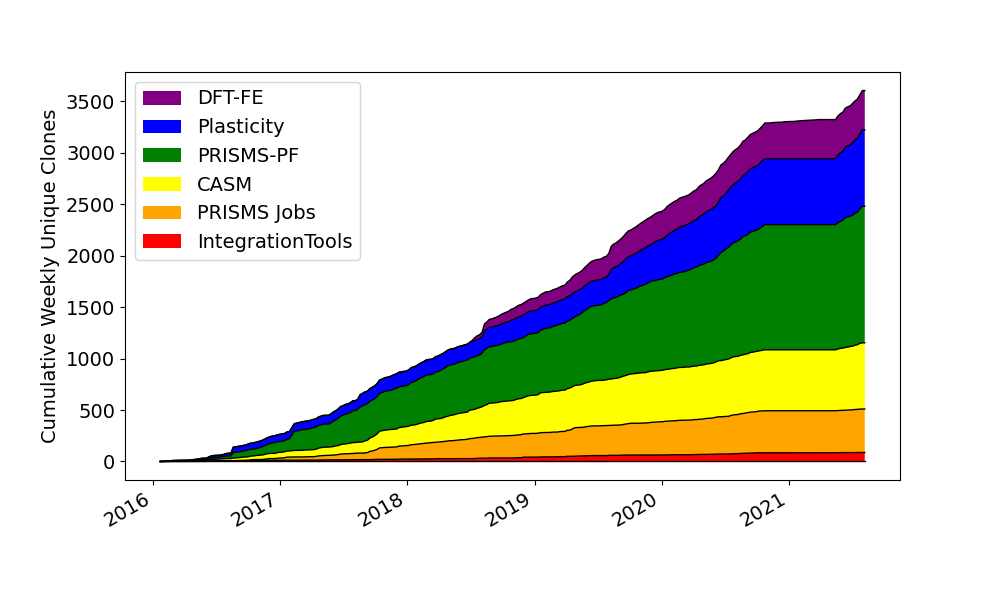 DFT-FE
Plasticity
PRISMS-PF
CASM
PRISMS Jobs
IntegrationTools
Cumulative Weekly Unique Clones
3500
3000
2500
2000
1500
1000
500
0
2016
2017
2018
2019
2020
2021